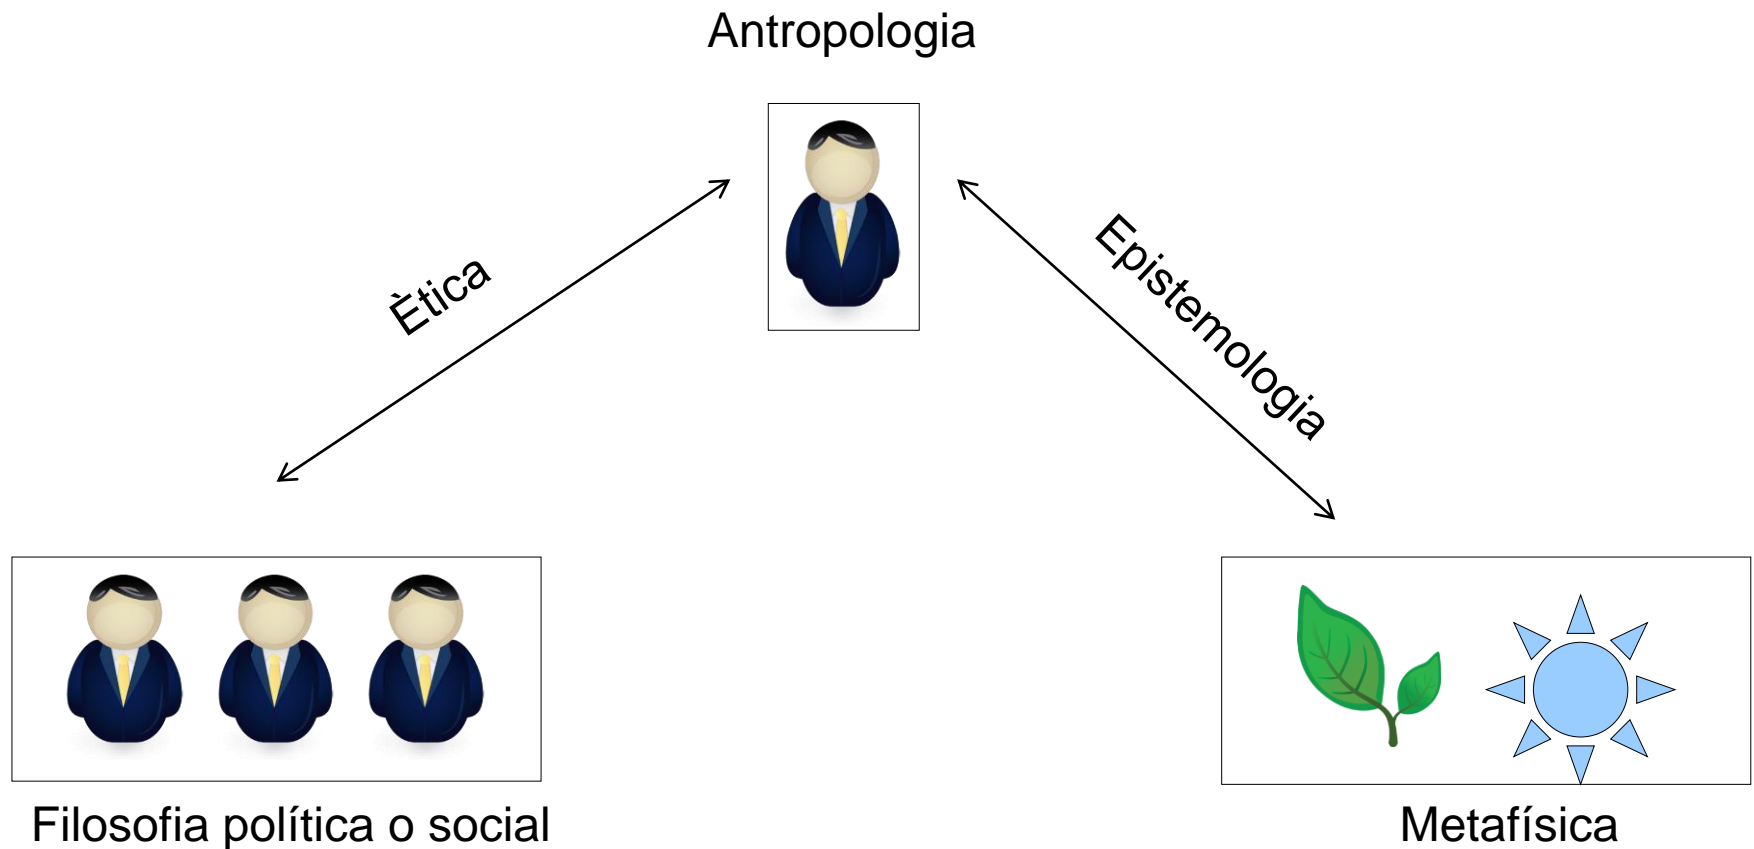 Antropologia
Ètica
Epistemologia
Filosofia política o social
Metafísica